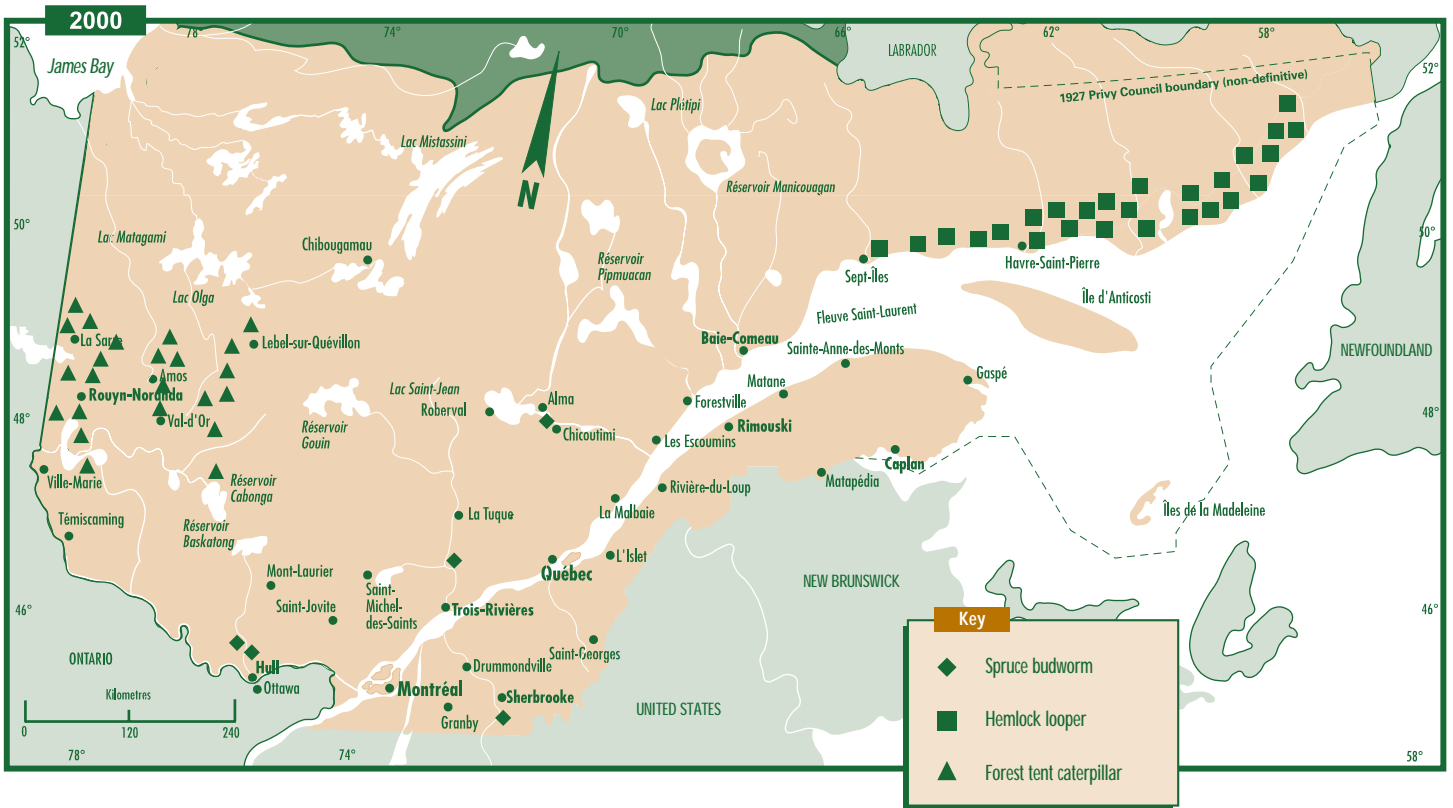 2000
52°
78°
74°
70°
66°
62°
58°
James Bay
LABRADOR
52°
1927 Privy Council boundary (non-definitive)
Lac Plétipi
Lac Mistassini
N
Réservoir Manicouagan
50°
Lac Matagami
Chibougamau
Réservoir
Pipmuacan
Sept-Îles
Havre-Saint-Pierre
50°
Lac Olga
Île d'Anticosti
Fleuve Saint-Laurent
La Sarre
Lebel-sur-Quévillon
Baie-Comeau
Sainte-Anne-des-Monts
NEWFOUNDLAND
Amos
Rouyn-Noranda
Lac Saint-Jean
Roberval
Alma
Matane
Gaspé
Forestville
48°
Val-d'Or
Réservoir
Gouin
Chicoutimi
Rimouski
Les Escoumins
48°
Caplan
Ville-Marie
Réservoir
Cabonga
Rivière-du-Loup
Matapédia
La Malbaie
Îles de la Madeleine
Témiscaming
Réservoir
Baskatong
La Tuque
L'Islet
Québec
Mont-Laurier
Saint-
Michel-
des-Saints
NEW BRUNSWICK
46°
Saint-Jovite
Trois-Rivières
46°
Saint-Georges
ONTARIO
Hull
Ottawa
Drummondville
Montréal
Sherbrooke
Granby
UNITED STATES
Kilometres
0
120
240
78°
74°
58°
Key
Spruce budworm
Hemlock looper
Forest tent caterpillar